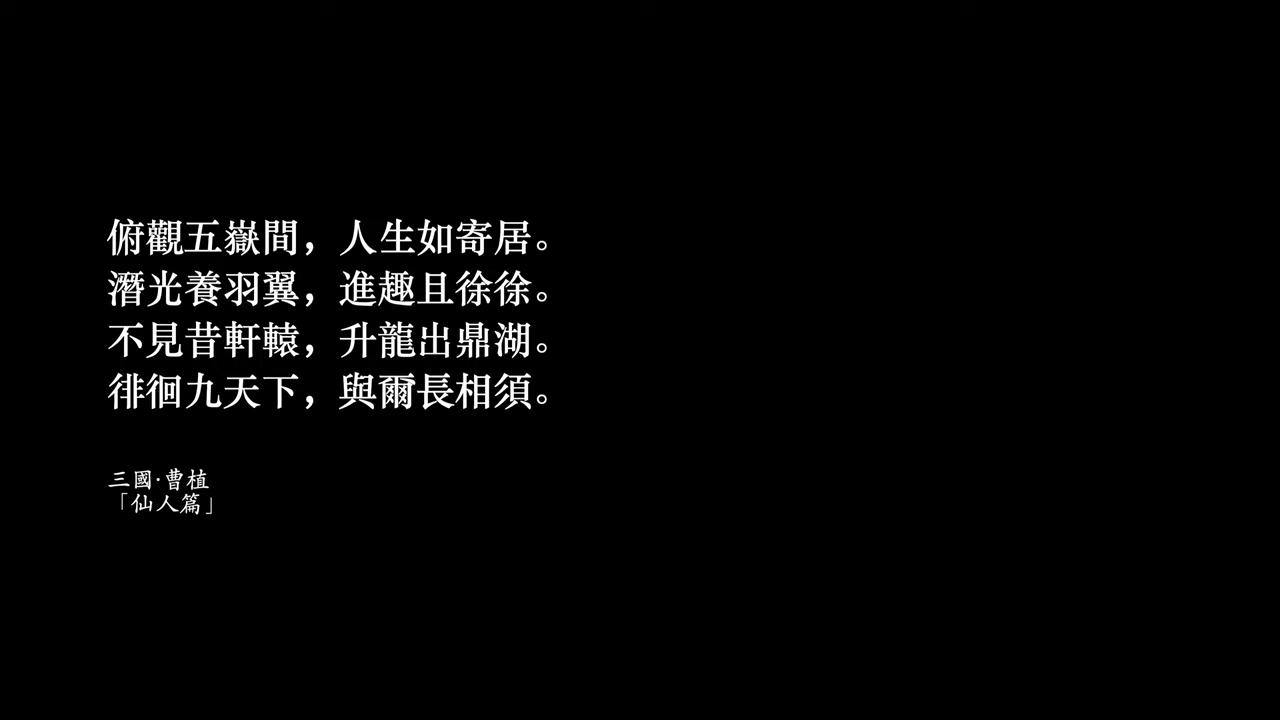 俯觀五嶽間，人生如寄居。
潛光養羽翼，進趣且徐徐。
不見昔軒轅，升龍出鼎湖。
徘徊九天下，與爾長相須。
三國·曹植
「仙人篇」